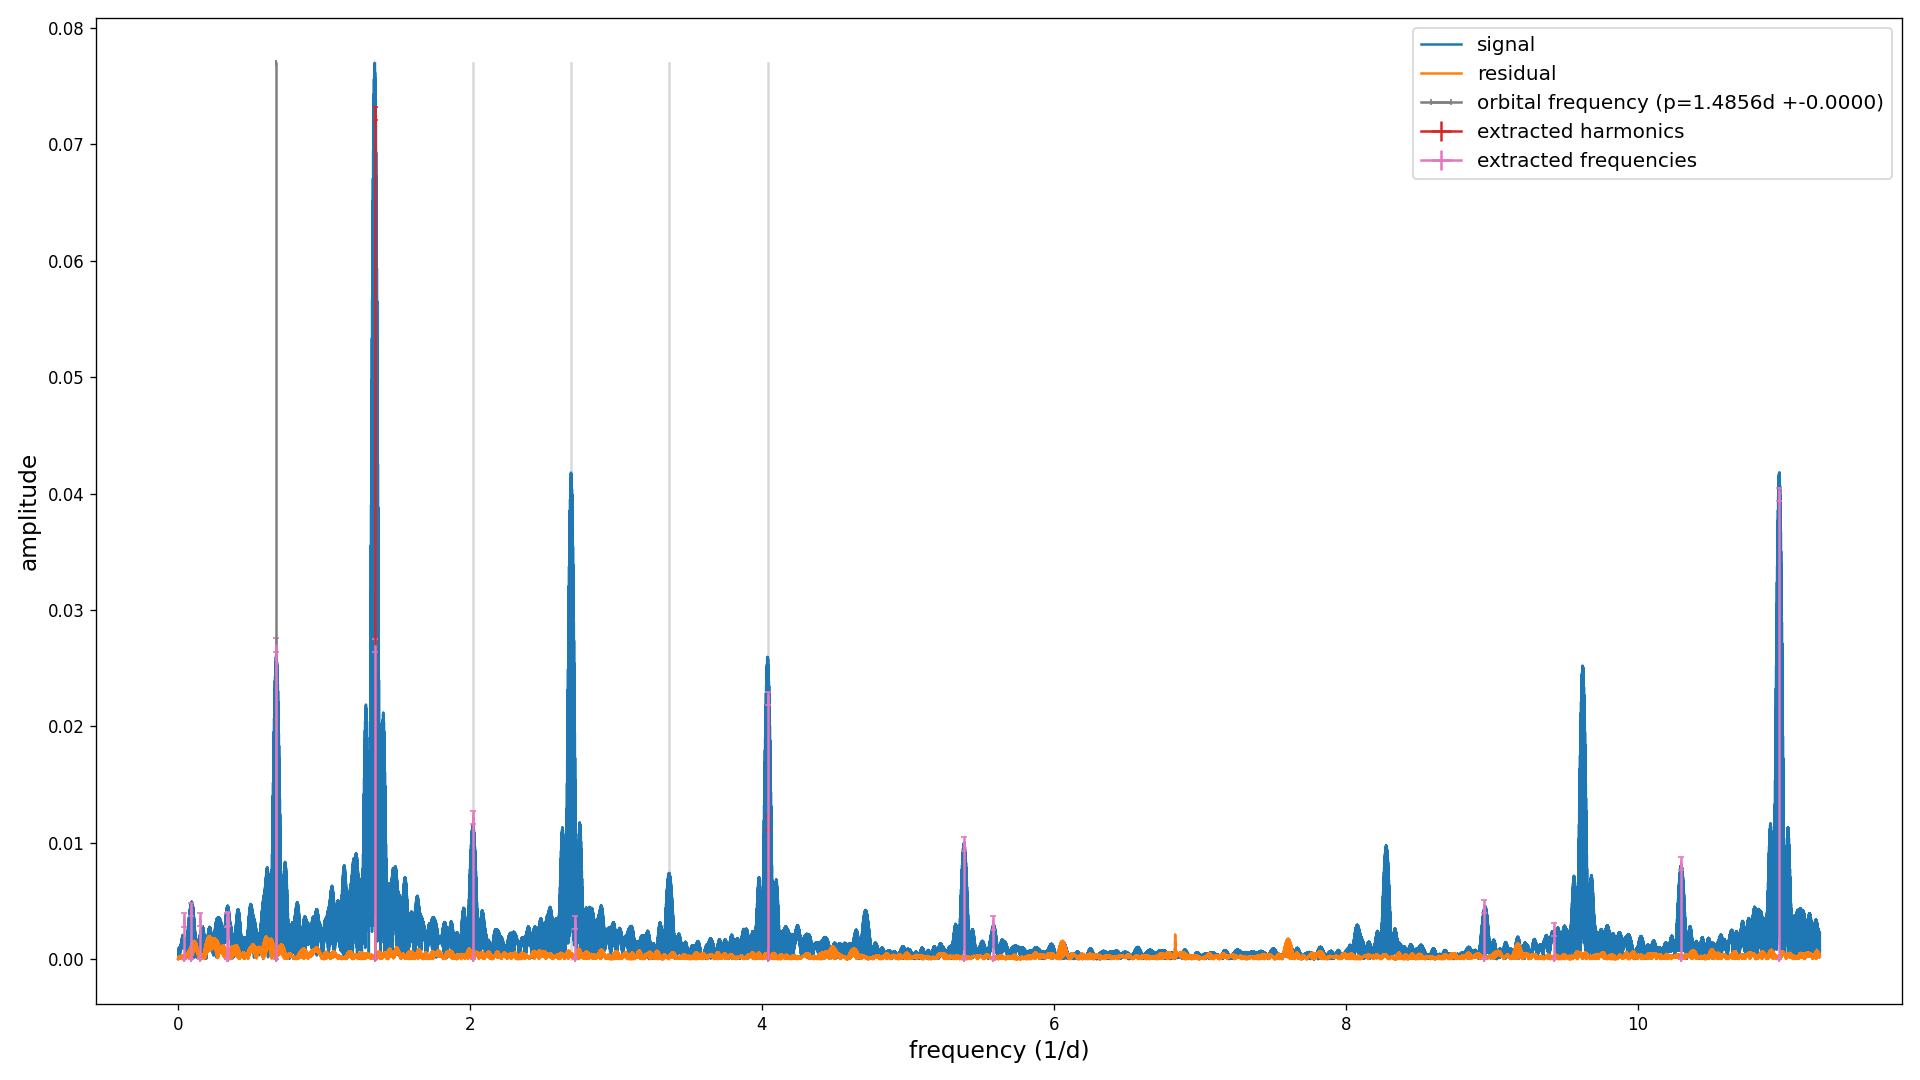 0.08
0.07
0.06
0.05
0.04
0.03
0.02
0.01
0.00
amplitude
0
2
4
6
8
10
frequency (1/d)
signal
residual
orbital frequency (p=1.4856d +-0.0000)
extracted harmonics
extracted frequencies